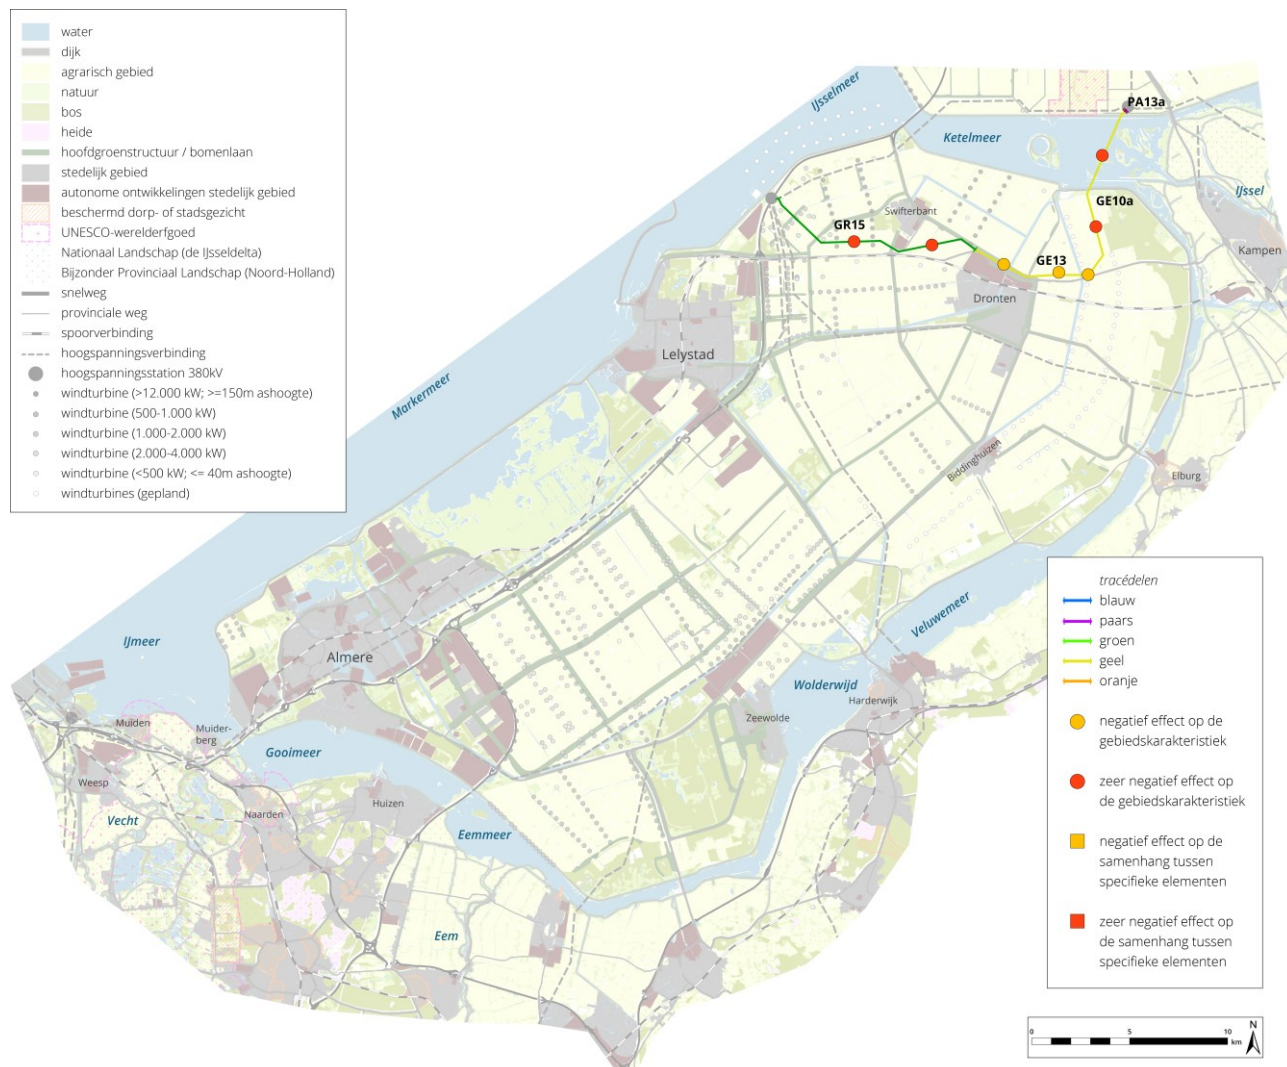 water
dijk
agrarisch gebied
natuur
bos
heide
hoofdgroenstructuur / bomenlaan
stedelijk gebied
autonome ontwikkelingen stedelijk gebied
beschermd dorp- of stadsgezicht
UNESCO-werelderfgoed
Nationaal Landschap (de IJsseldelta)
Bijzonder Provinciaal Landschap (Noord-Holland)
snelweg
provinciale weg
spoorverbinding
hoogspanningsverbinding
hoogspanningsstation 380kV
windturbine (>12.000 kW; >=150m ashoogte)
windturbine (500-1.000 kW)
windturbine (1.000-2.000 kW)
windturbine (2.000-4.000 kW)
windturbine (<500 kW; <= 40m ashoogte)
windturbines (gepland)
IJsselmeer
PA13a
Ketelmeer
IJssel
GE10a
Swifterbant
GR15
Kampen
GE13
Dronten
Lelystad
Markermeer
Biddinghuizen
Elburg
Veluwemeer
IJmeer
Almere
Wolderwijd
Harderwijk
Zeewolde
Muiden
Muider-
berg
Gooimeer
Weesp
Huizen
Naarden
Vecht
Eemmeer
Eem
tracédelen
blauw
paars
groen
geel
oranje
negatief effect op de
gebiedskarakteristiek
zeer negatief effect op
de gebiedskarakteristiek
negatief effect op de
samenhang tussen
specifieke elementen
zeer negatief effect op
de samenhang tussen
specifieke elementen
N
0 5 10
km